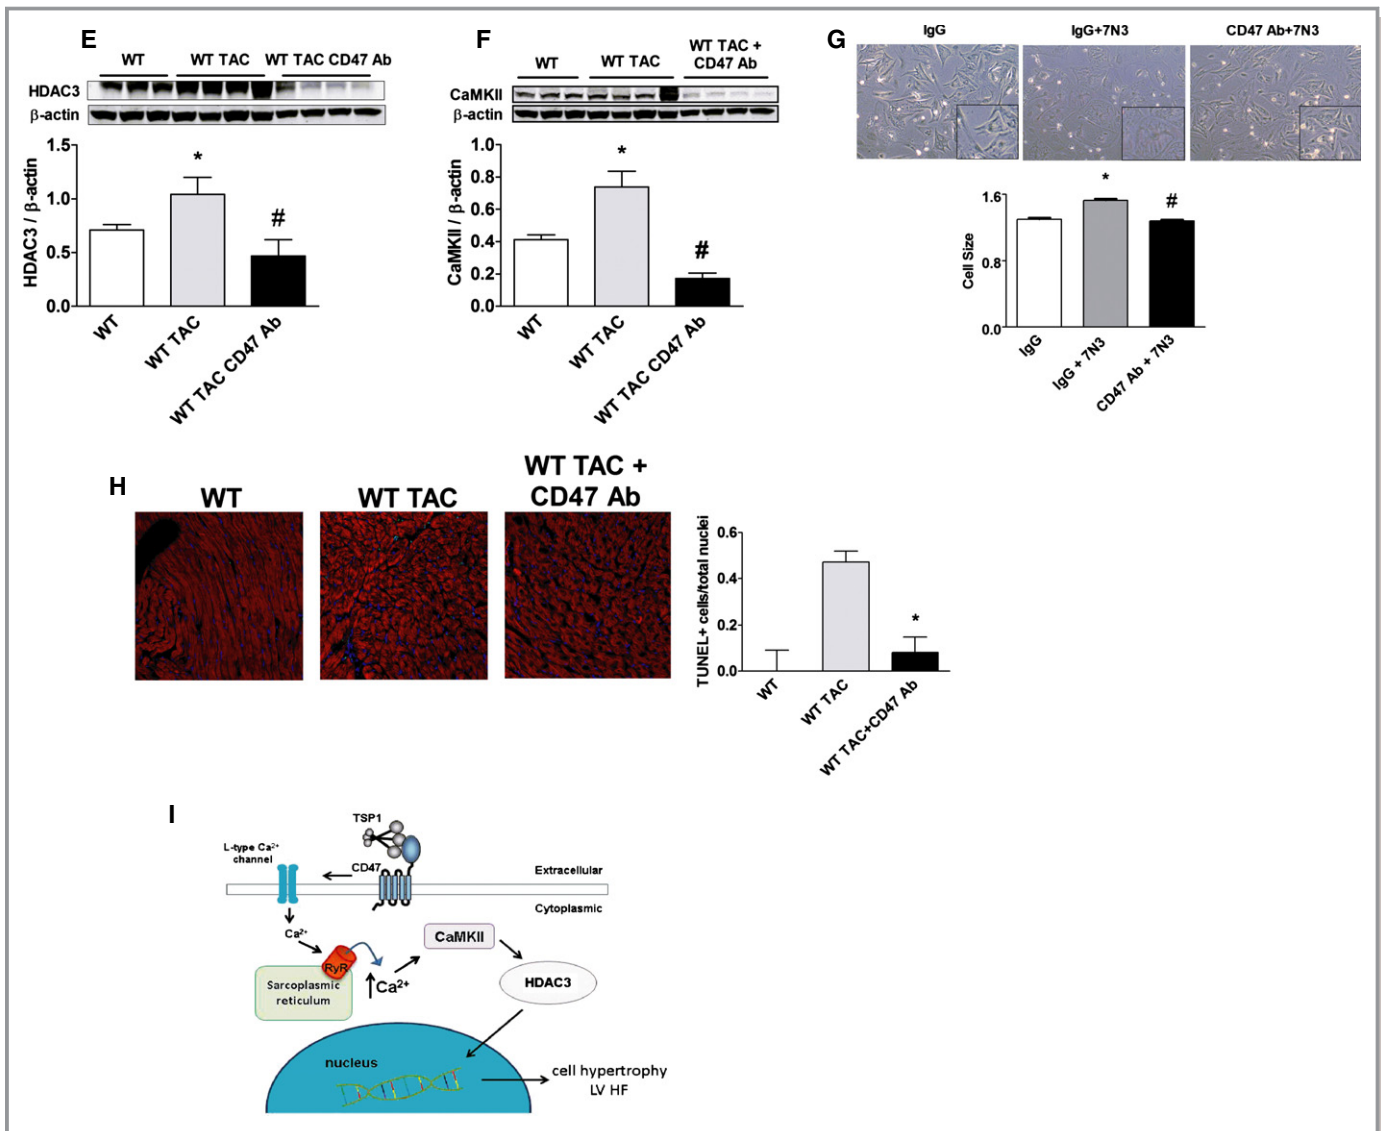 E
WT
WT TAC
WT TAC CD47 Ab
HDAC3
β-actin
HDAC3 / β-actin
1.5
1.0
0.5
0.0
*
#
WT
WT TAC
WT TAC CD47 Ab
F
WT
WT TAC
WT TAC +
CD47 Ab
CaMKII
β-actin
CaMKII / β-actin
1.0
0.8
0.6
0.4
0.2
0.0
*
#
WT
WT TAC
WT TAC CD47 Ab
G
IgG
IgG+7N3
CD47 Ab+7N3
Cell Size
1.6
0.8
0.0
*
#
IgG
IgG + 7N3
CD47 Ab + 7N3
H
WT
WT TAC
WT TAC +
CD47 Ab
TUNEL+ cells/total nuclei
0.6
0.4
0.2
0.0
*
WT
WT TAC
WT TAC+CD47 Ab
I
TSP1
L-type Ca²⁺
channel
CD47
Extracellular
Cytoplasmic
Ca²⁺
RyR
CaMKII
Sarcoplasmic
reticulum
Ca²⁺
HDAC3
nucleus
cell hypertrophy
LV HF